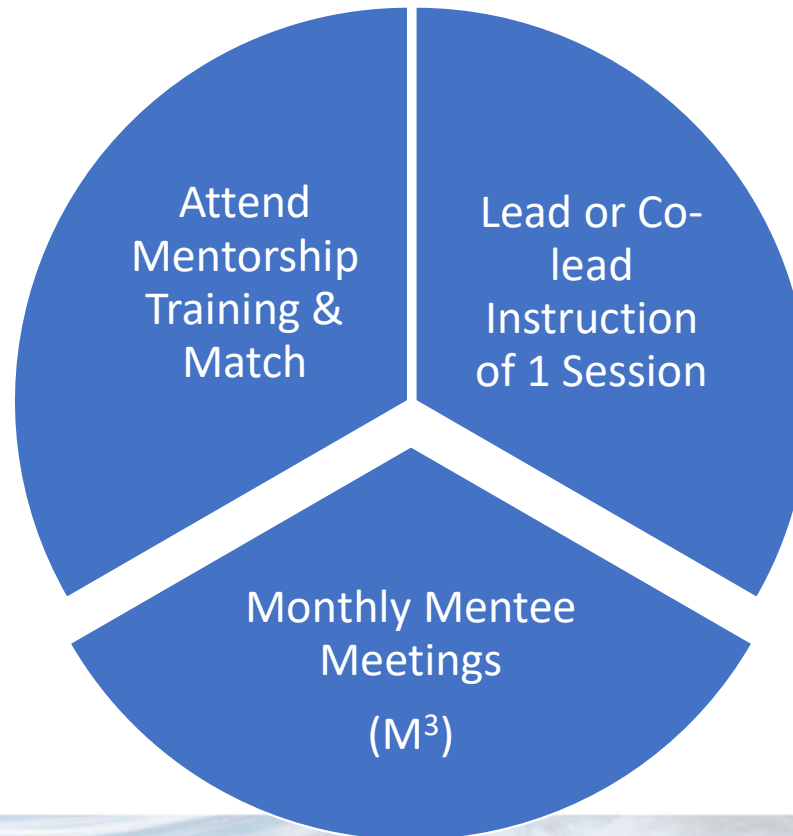 Attend
Mentorship
Training &
Match
Lead or Co-
lead
Instruction
of 1 Session
Monthly Mentee
Meetings
(M³)